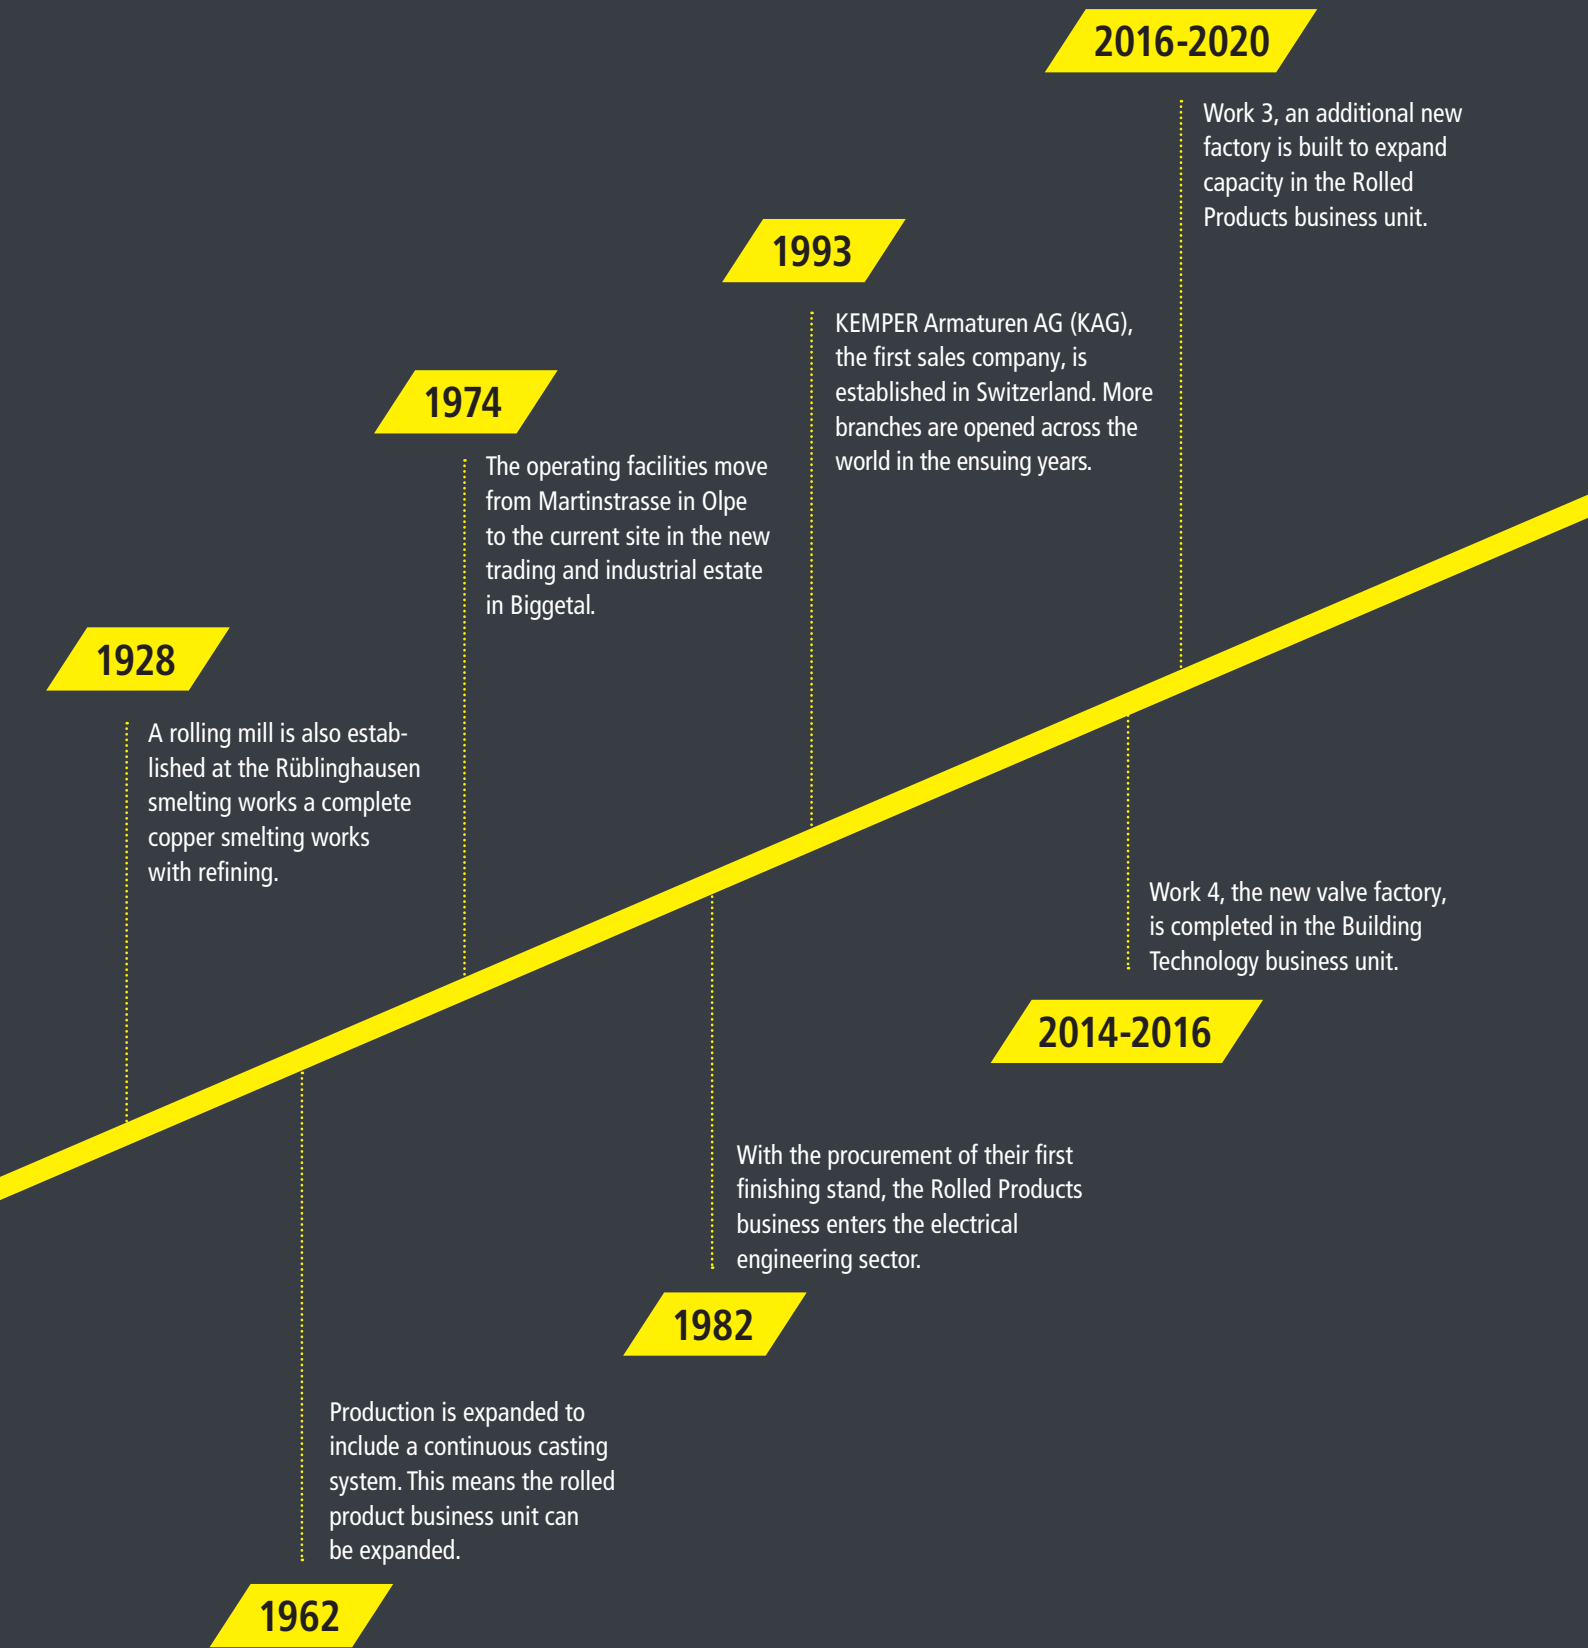 2016-2020
Work 3, an additional new
factory is built to expand
capacity in the Rolled
Products business unit.
1993
KEMPER Armaturen AG (KAG),
the first sales company, is
established in Switzerland. More
branches are opened across the
world in the ensuing years.
1974
The operating facilities move
from Martinstrasse in Olpe
to the current site in the new
trading and industrial estate
in Biggetal.
1928
A rolling mill is also estab-
lished at the Rüblinghausen
smelting works a complete
copper smelting works
with refining.
Work 4, the new valve factory,
is completed in the Building
Technology business unit.
2014-2016
With the procurement of their first
finishing stand, the Rolled Products
business enters the electrical
engineering sector.
1982
Production is expanded to
include a continuous casting
system. This means the rolled
product business unit can
be expanded.
1962